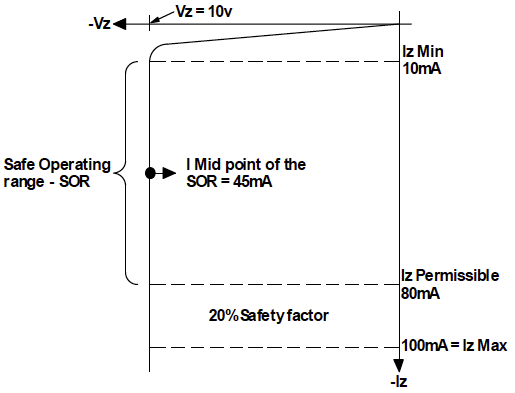 -Vz
Vz = 10v
Iz Min
10mA
Safe Operating
range - SOR
I Mid point of the
SOR = 45mA
Iz Permissible
80mA
20%Safety factor
100mA = Iz Max
-Iz